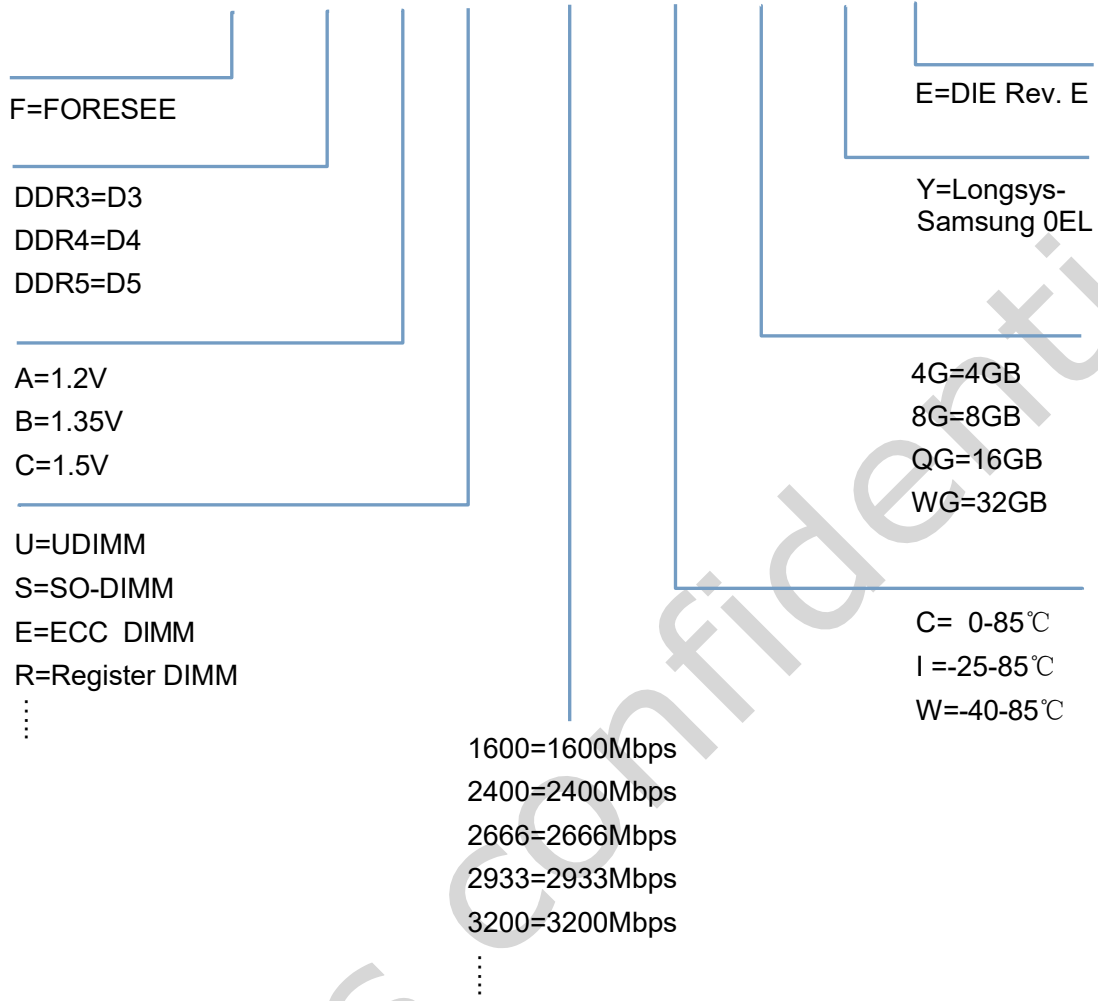 F=FORESEE
DDR3=D3
DDR4=D4
DDR5=D5
A=1.2V
B=1.35V
C=1.5V
U=UDIMM
S=SO-DIMM
E=ECC DIMM
R=Register DIMM
⋮
1600=1600Mbps
2400=2400Mbps
2666=2666Mbps
2933=2933Mbps
3200=3200Mbps
⋮
E=DIE Rev. E
Y=Longsys-
Samsung 0EL
4G=4GB
8G=8GB
QG=16GB
WG=32GB
C= 0-85℃
I =-25-85℃
W=-40-85℃
s confidenti